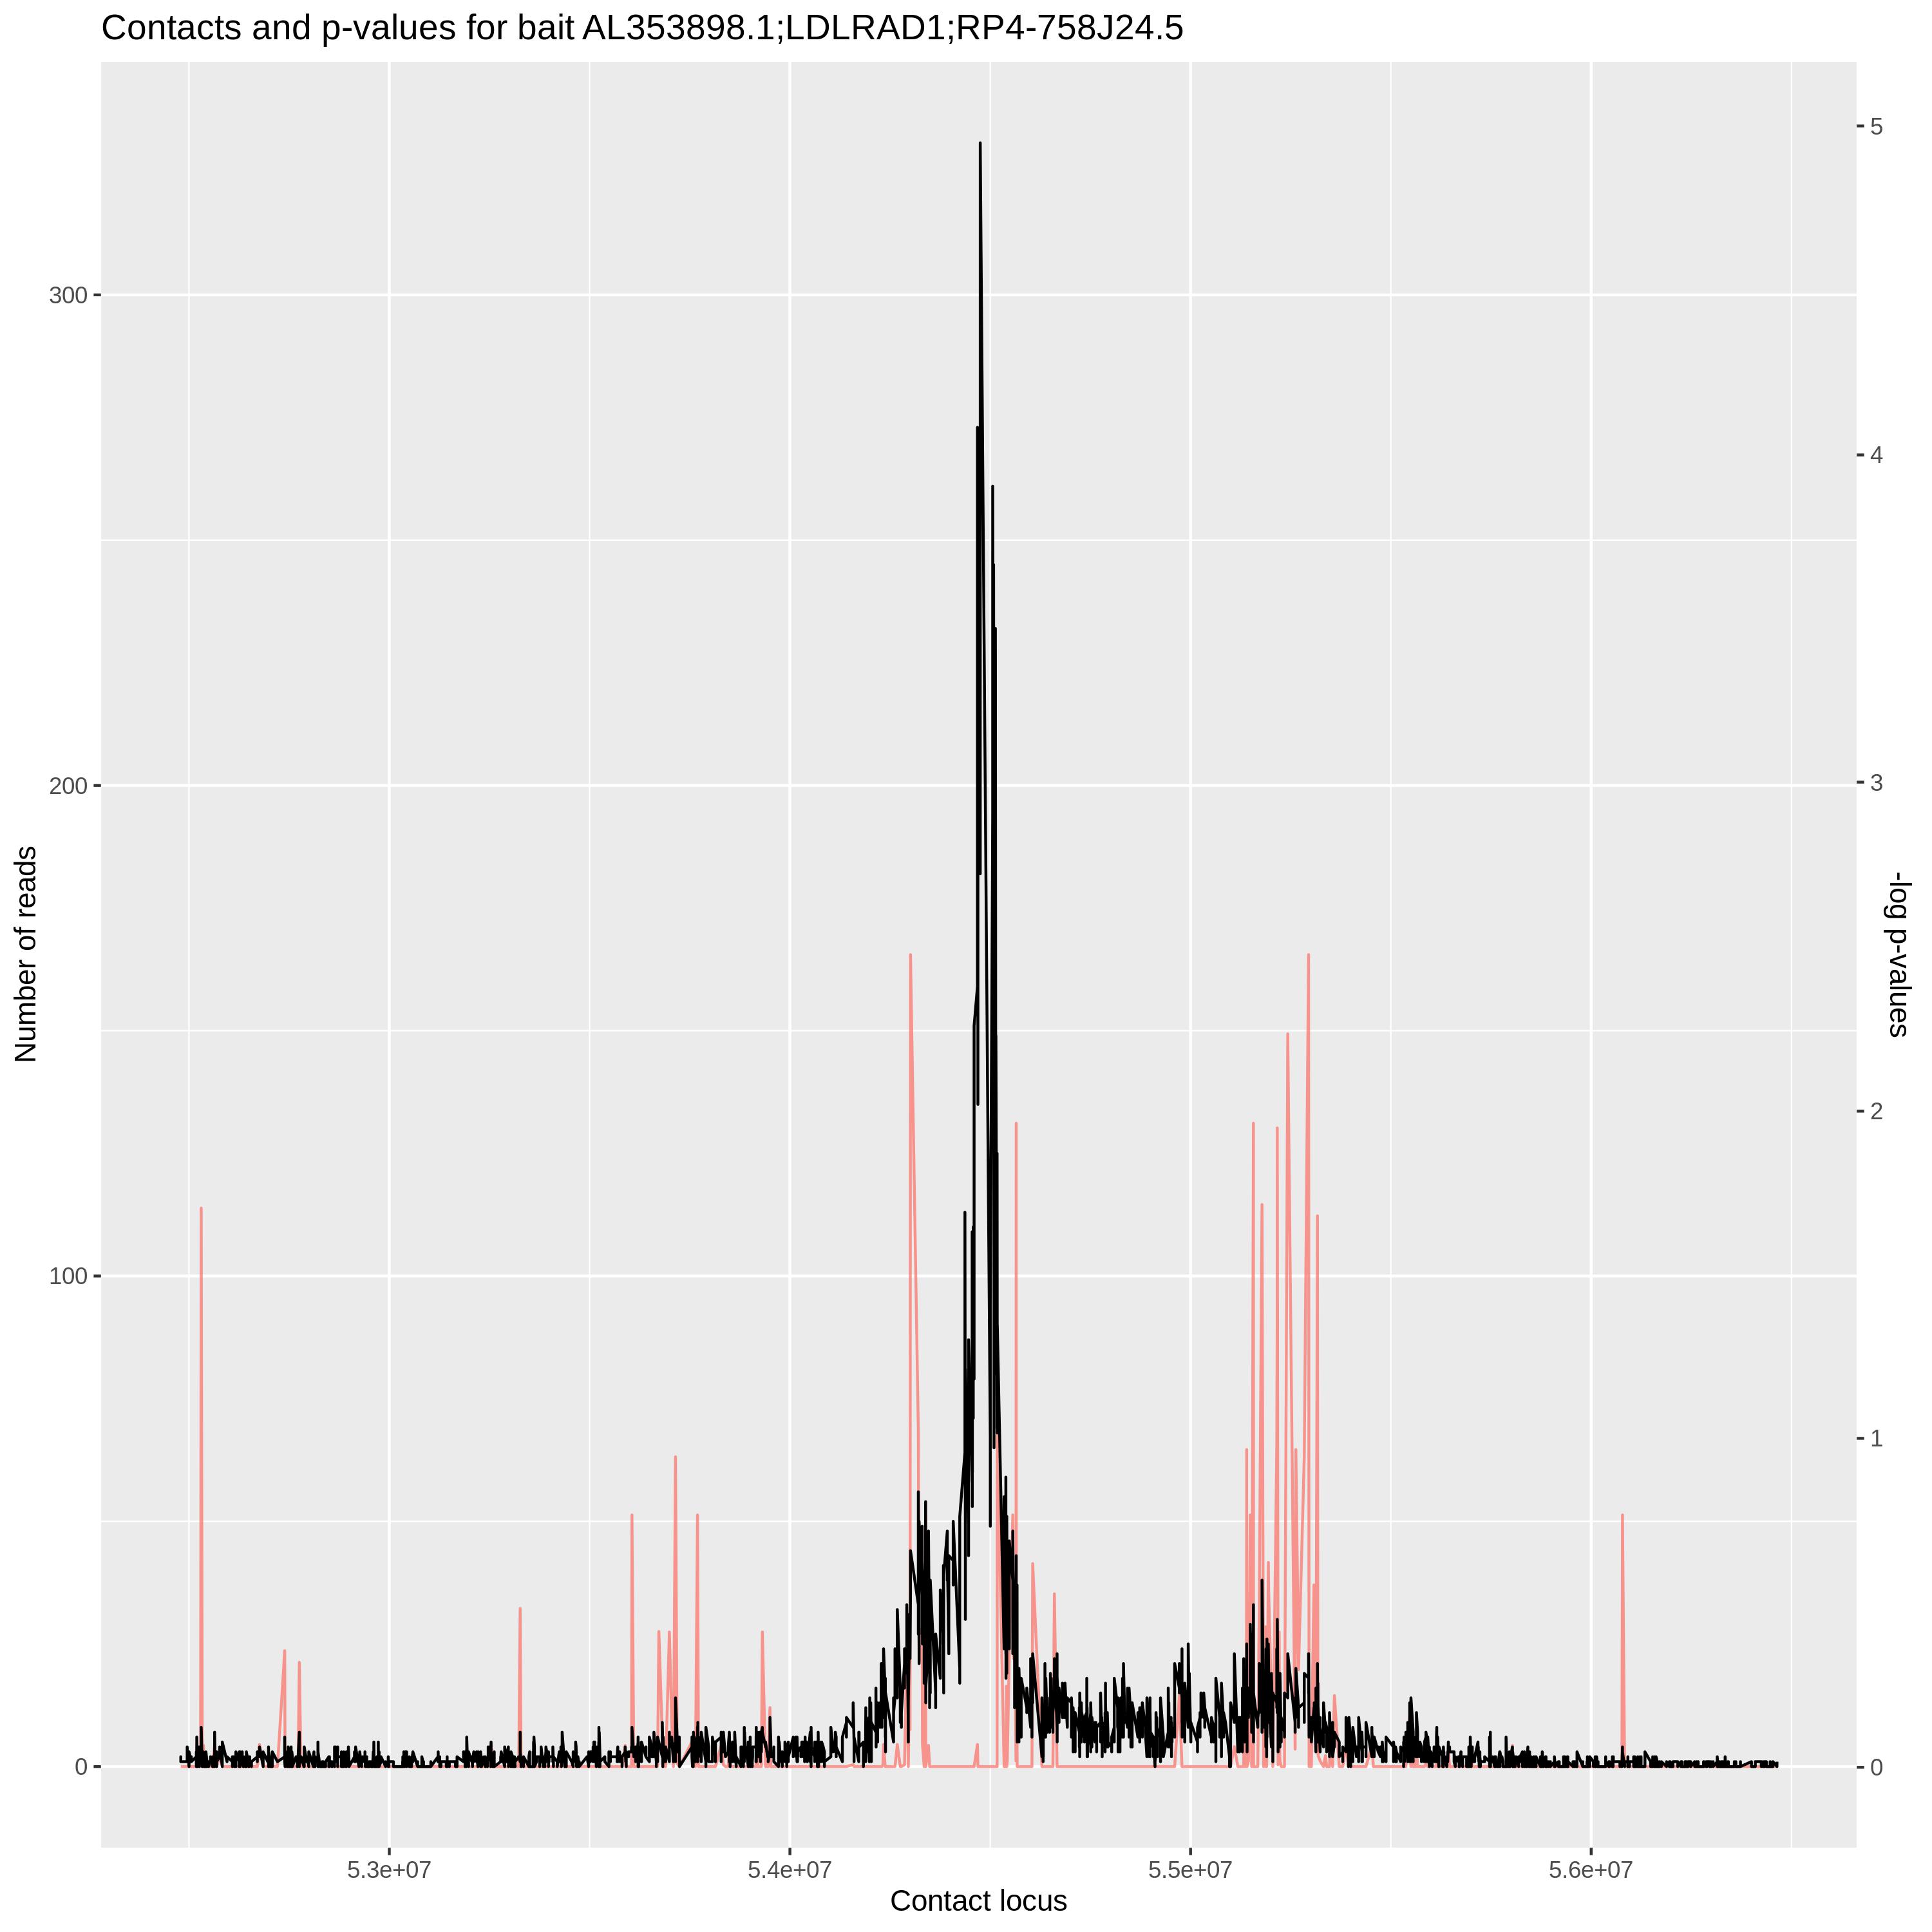 Contacts and p-values for bait AL353898.1;LDLRAD1;RP4-758J24.5
5
4
300
200
3
Number of reads
-log p-values
2
100
1
0
0
5.3e+07
5.4e+07
5.5e+07
5.6e+07
Contact locus